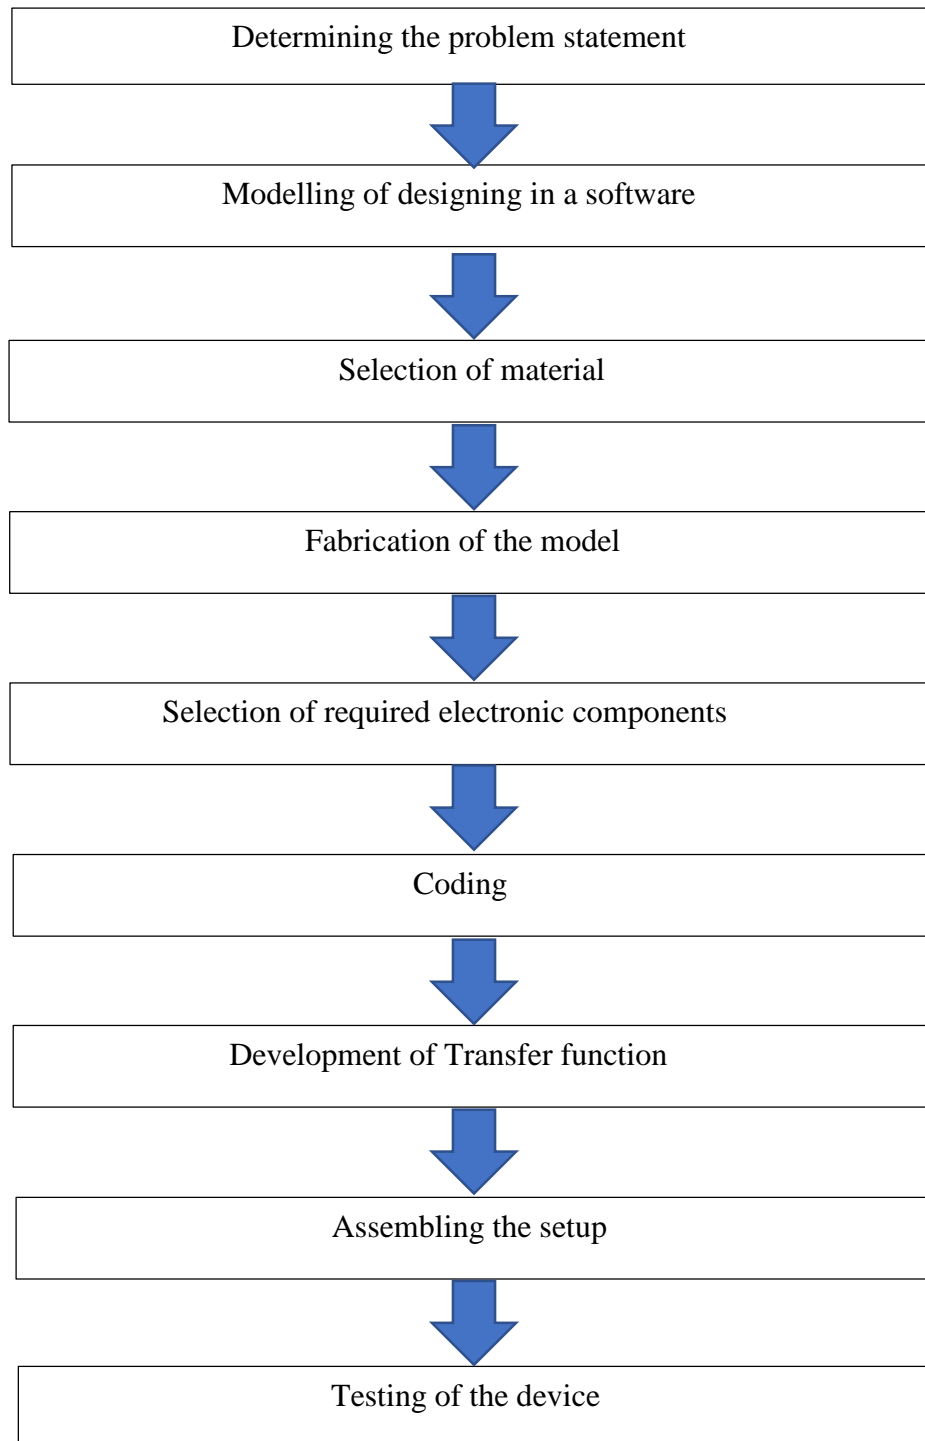 Determining the problem statement
Modelling of designing in a software
Selection of material
Fabrication of the model
Selection of required electronic components
Coding
Development of Transfer function
Assembling the setup
Testing of the device